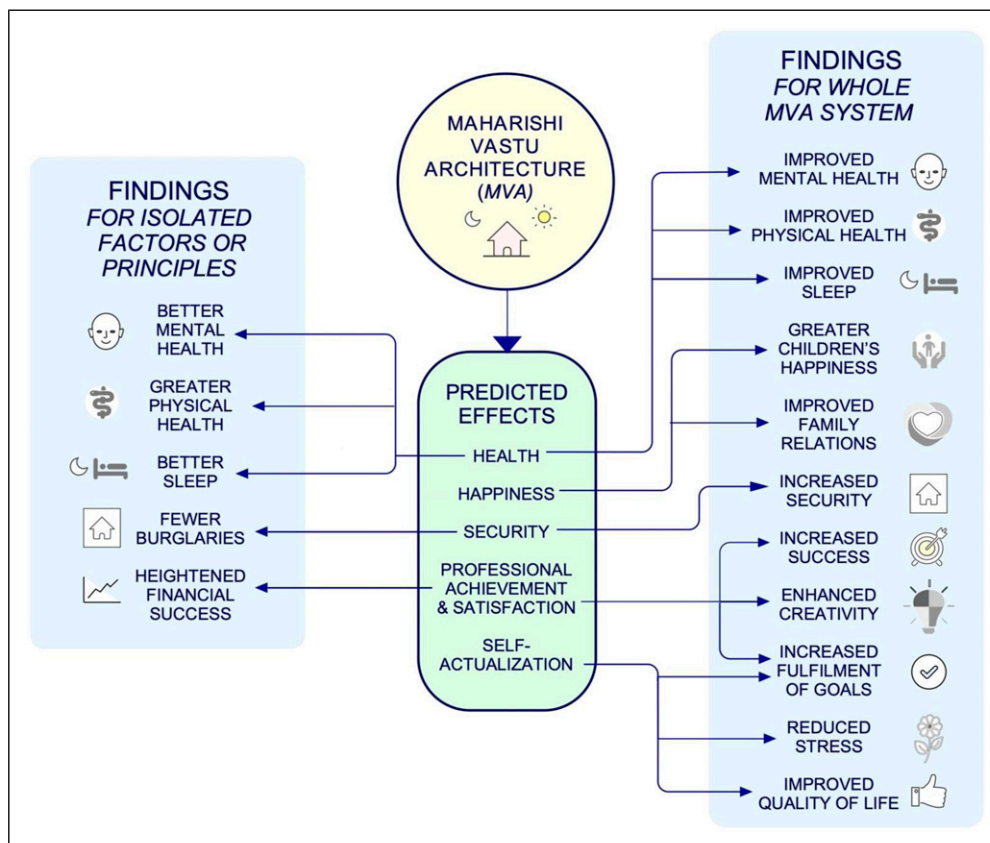 MAHARISHI
VASTU
ARCHITECTURE
(MVA)
FINDINGS
FOR ISOLATED
FACTORS OR
PRINCIPLES
BETTER
MENTAL
HEALTH
GREATER
PHYSICAL
HEALTH
BETTER
SLEEP
FEWER
BURGLARIES
HEIGHTENED
FINANCIAL
SUCCESS
PREDICTED
EFFECTS
HEALTH
HAPPINESS
SECURITY
PROFESSIONAL
ACHIEVEMENT
& SATISFACTION
SELF-
ACTUALIZATION
FINDINGS
FOR WHOLE
MVA SYSTEM
IMPROVED
MENTAL HEALTH
IMPROVED
PHYSICAL HEALTH
IMPROVED
SLEEP
GREATER
CHILDREN'S
HAPPINESS
IMPROVED
FAMILY
RELATIONS
INCREASED
SECURITY
INCREASED
SUCCESS
ENHANCED
CREATIVITY
INCREASED
FULFILMENT
OF GOALS
REDUCED
STRESS
IMPROVED
QUALITY OF LIFE